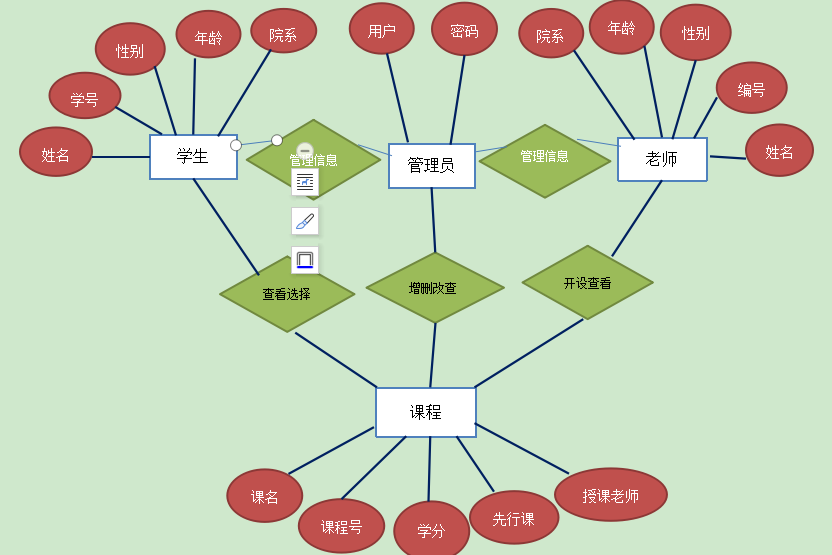 性别
年龄
院系
用户
密码
院系
年龄
性别
学号
编号
姓名
学生
管理信息
管理员
管理信息
老师
姓名
查看选择
增删改查
开设查看
课程
课名
课程号
学分
先行课
授课老师